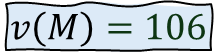 𝑣(𝑀) = 106